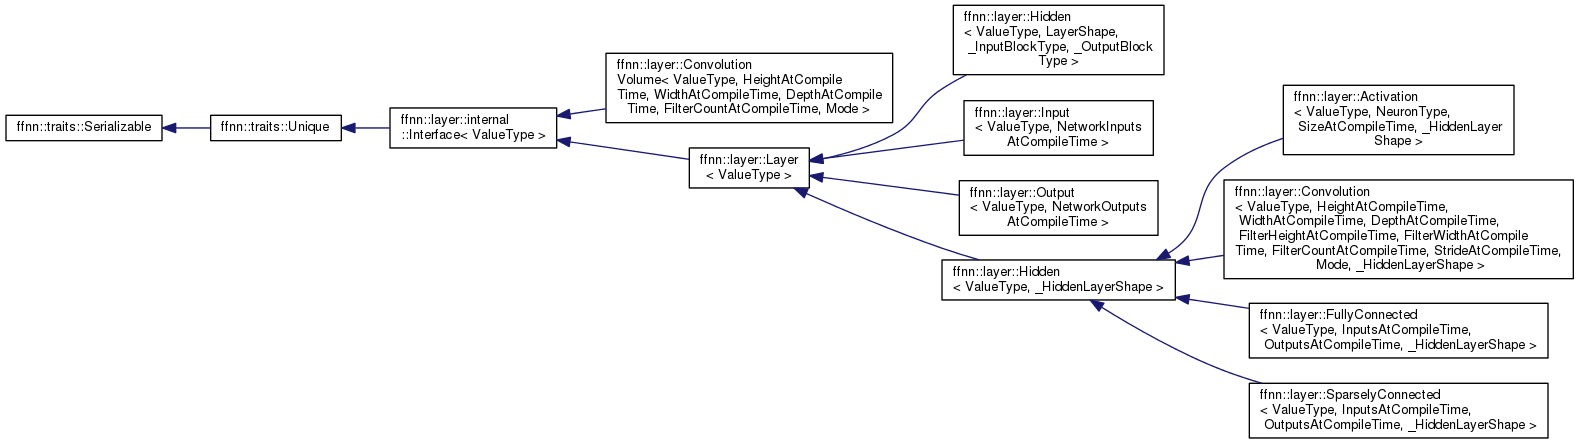 ffnn::traits::Serializable
ffnn::traits::Unique
ffnn::layer::internal
::Interface< ValueType >
ffnn::layer::Convolution
Volume< ValueType, HeightAtCompile
Time, WidthAtCompileTime, DepthAtCompile
Time, FilterCountAtCompileTime, Mode >
ffnn::layer::Layer
< ValueType >
ffnn::layer::Hidden
< ValueType, LayerShape,
_InputBlockType, _OutputBlock
Type >
ffnn::layer::Input
< ValueType, NetworkInputs
AtCompileTime >
ffnn::layer::Output
< ValueType, NetworkOutputs
AtCompileTime >
ffnn::layer::Hidden
< ValueType, _HiddenLayerShape >
ffnn::layer::Activation
< ValueType, NeuronType,
SizeAtCompileTime, _HiddenLayer
Shape >
ffnn::layer::Convolution
< ValueType, HeightAtCompileTime,
WidthAtCompileTime, DepthAtCompileTime,
FilterHeightAtCompileTime, FilterWidthAtCompile
Time, FilterCountAtCompileTime, StrideAtCompileTime,
Mode, _HiddenLayerShape >
ffnn::layer::FullyConnected
< ValueType, InputsAtCompileTime,
OutputsAtCompileTime, _HiddenLayerShape >
ffnn::layer::SparselyConnected
< ValueType, InputsAtCompileTime,
OutputsAtCompileTime, _HiddenLayerShape >